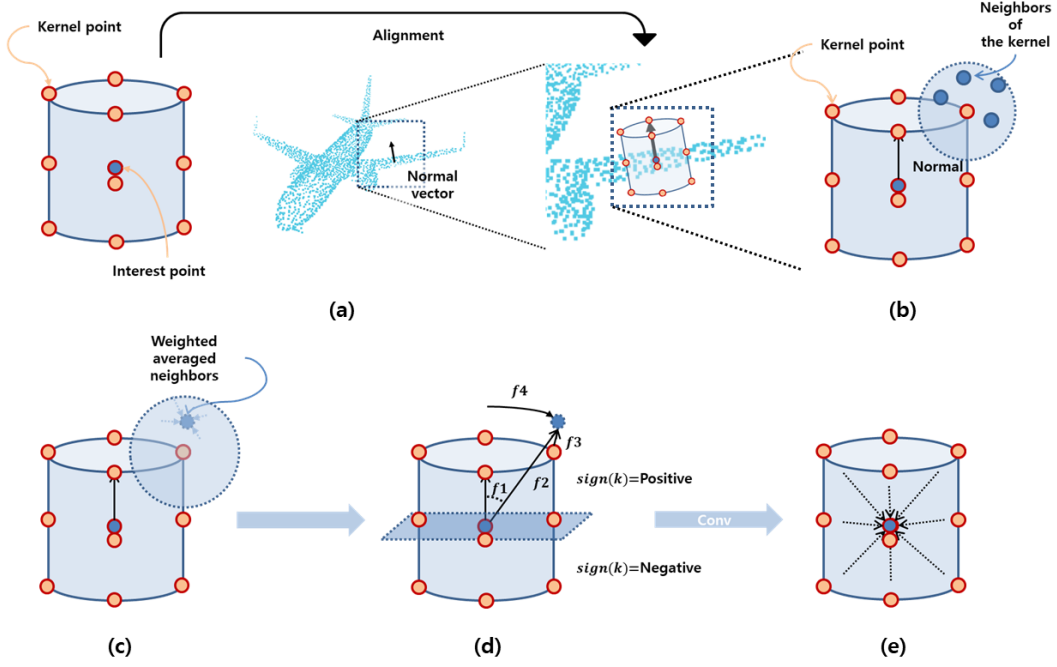 Kernel point
Alignment
Neighbors
of
the kernel
Kernel point
Normal
vector
Normal
Interest point
(a)
(b)
Weighted
averaged
neighbors
f4
f3
f1
f2
sign(k)=Positive
Conv
sign(k)=Negative
(c)
(d)
(e)